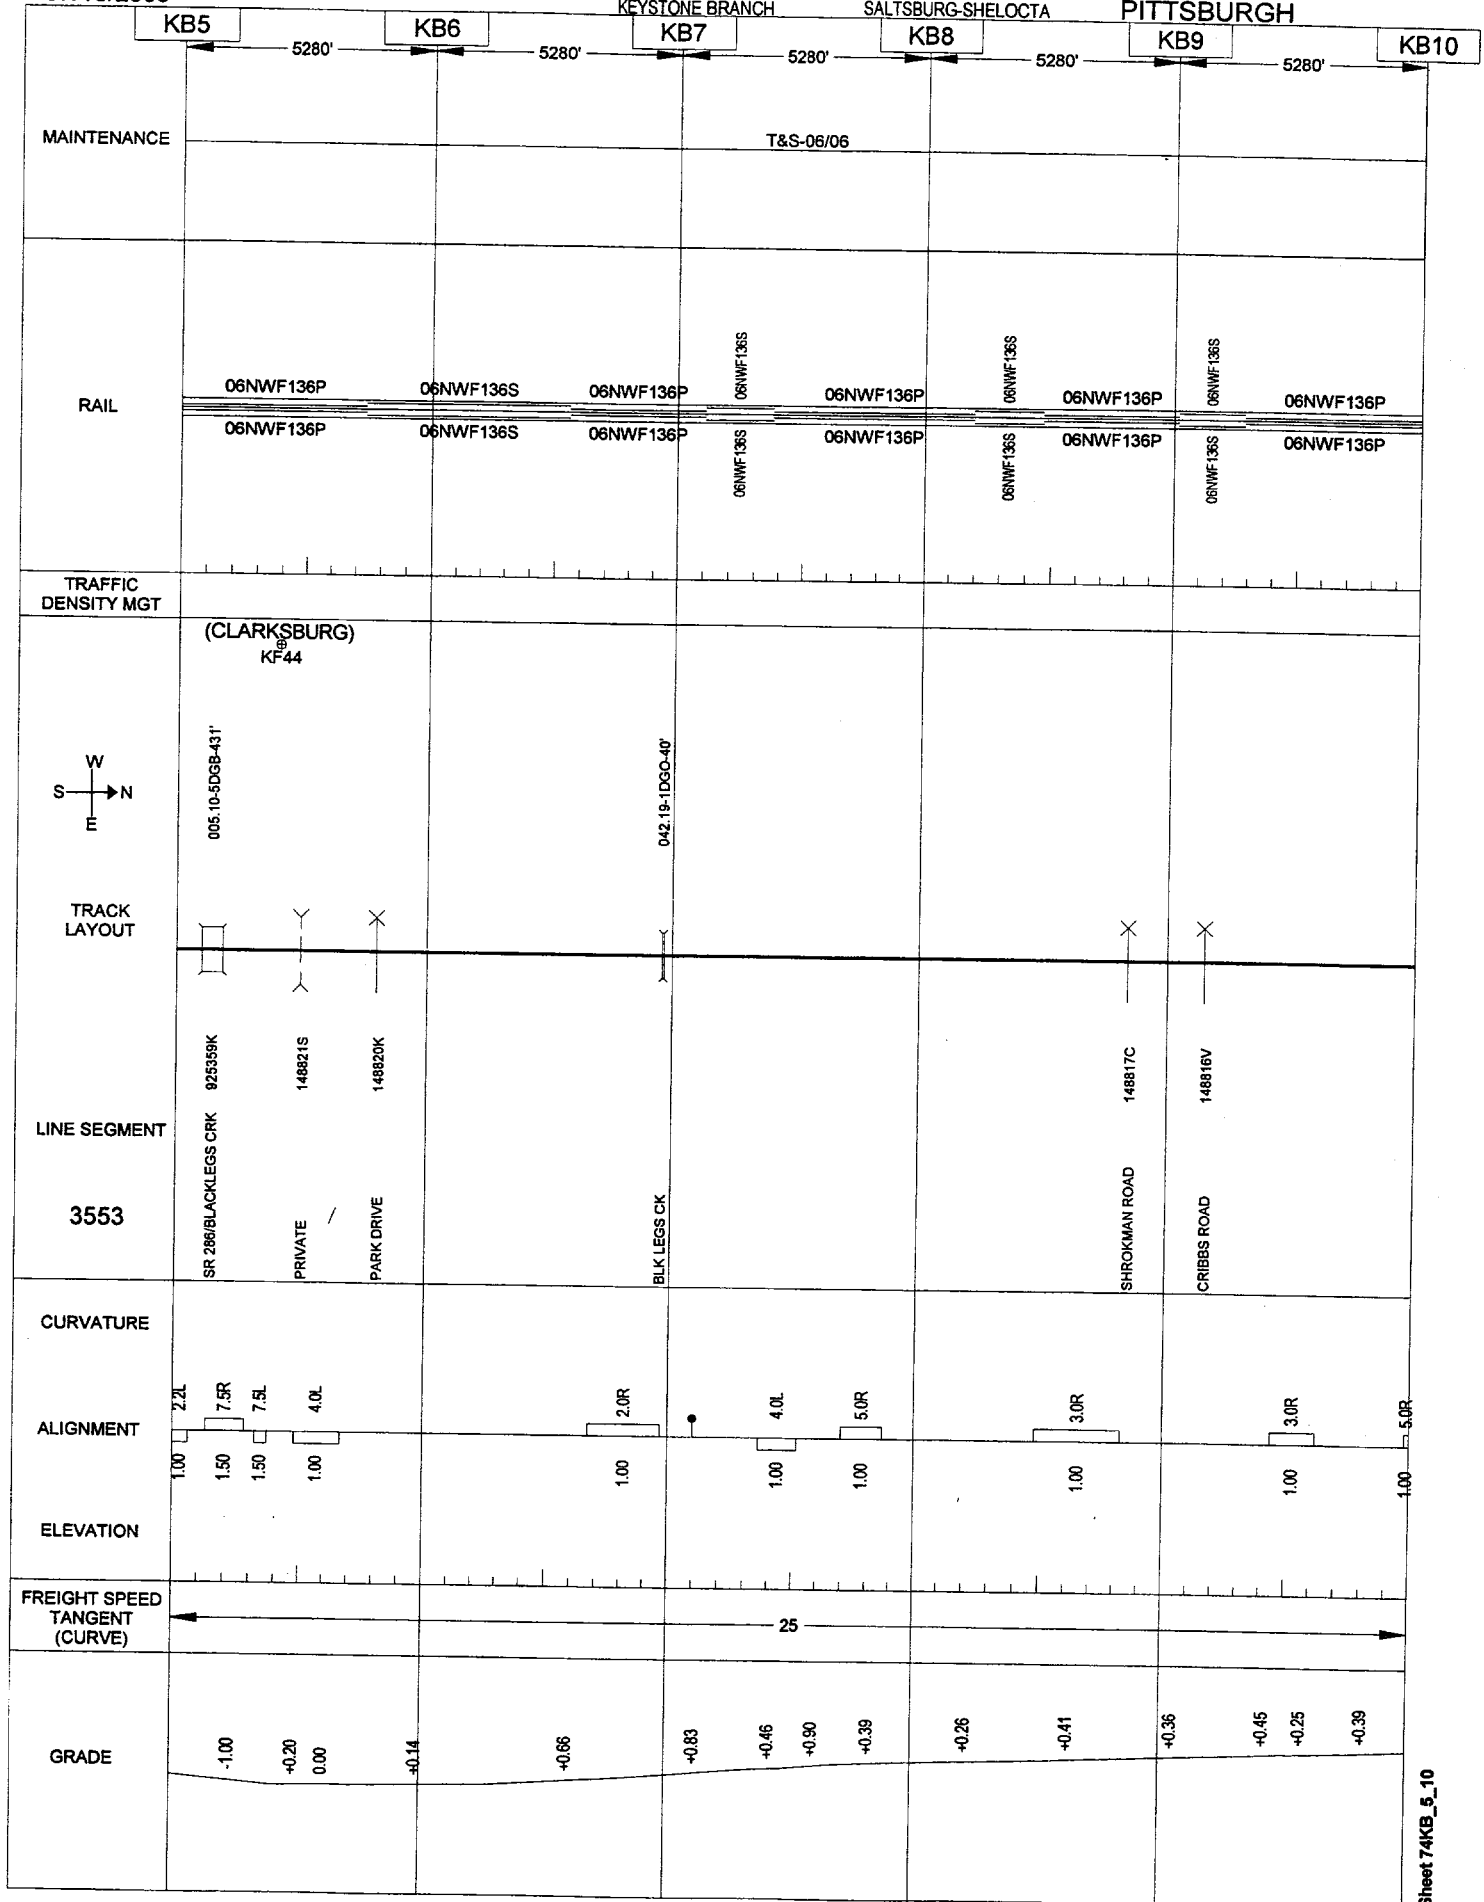 KEYSTONE BRANCH SALTSBURG-SHELOCTA PITTSBURGH
KB5 KB6 KB7 KB8 KB9 KB10
5280' 5280' 5280' 5280' 5280'
MAINTENANCE
T&S-06/06
RAIL
06NWF136P 06NWF136S 06NWF136P 06NWF136S 06NWF136P 06NWF136S 06NWF136P 06NWF136S 06NWF136P
06NWF136P 06NWF136S 06NWF136P 06NWF136S 06NWF136P 06NWF136S 06NWF136P 06NWF136S 06NWF136P
TRAFFIC
DENSITY MGT
(CLARKSBURG)
KF44
W
S N
E
005.10-5DGB-431'
042.19-1DGO-40'
TRACK
LAYOUT
925359K 148821S 148820K 148817C 148816V
LINE SEGMENT
3553
SR 286/BLACKLEGS CRK
PRIVATE
PARK DRIVE
BLK LEGS CK
SHROKMAN ROAD
CRIBBS ROAD
CURVATURE
2.2L 7.5R 7.5L 4.0L 2.0R 4.0L 5.0R 3.0R 3.0R 5.0R
ALIGNMENT
1.00 1.50 1.50 1.00 1.00 1.00 1.00 1.00 1.00 1.00
ELEVATION
FREIGHT SPEED
TANGENT
(CURVE)
25
GRADE
-1.00 +0.20 0.00 +0.14 +0.66 +0.83 +0.46 +0.90 +0.39 +0.26 +0.41 +0.36 +0.45 +0.25 +0.39
Sheet 74KB_5_10